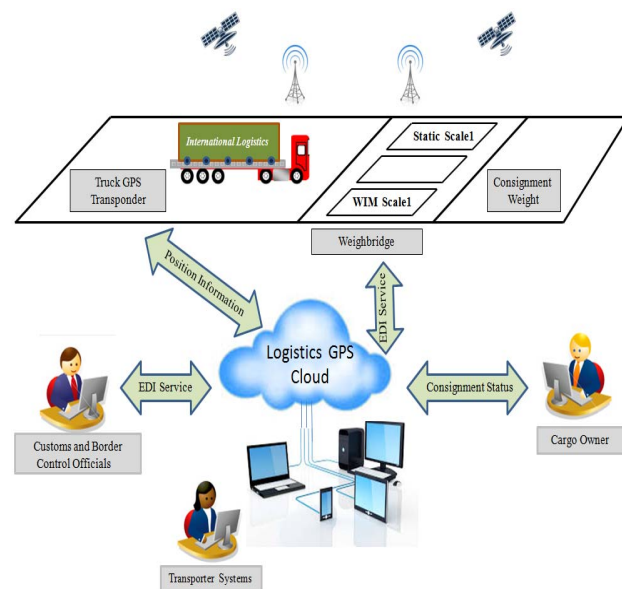 International Logistics
Static Scale1
Truck GPS
Transponder
WIM Scale1
Consignment
Weight
Weighbridge
Position Information
EDI Service
Logistics GPS
Cloud
EDI Service
Consignment Status
Customs and Border
Control Officials
Cargo Owner
Transporter Systems